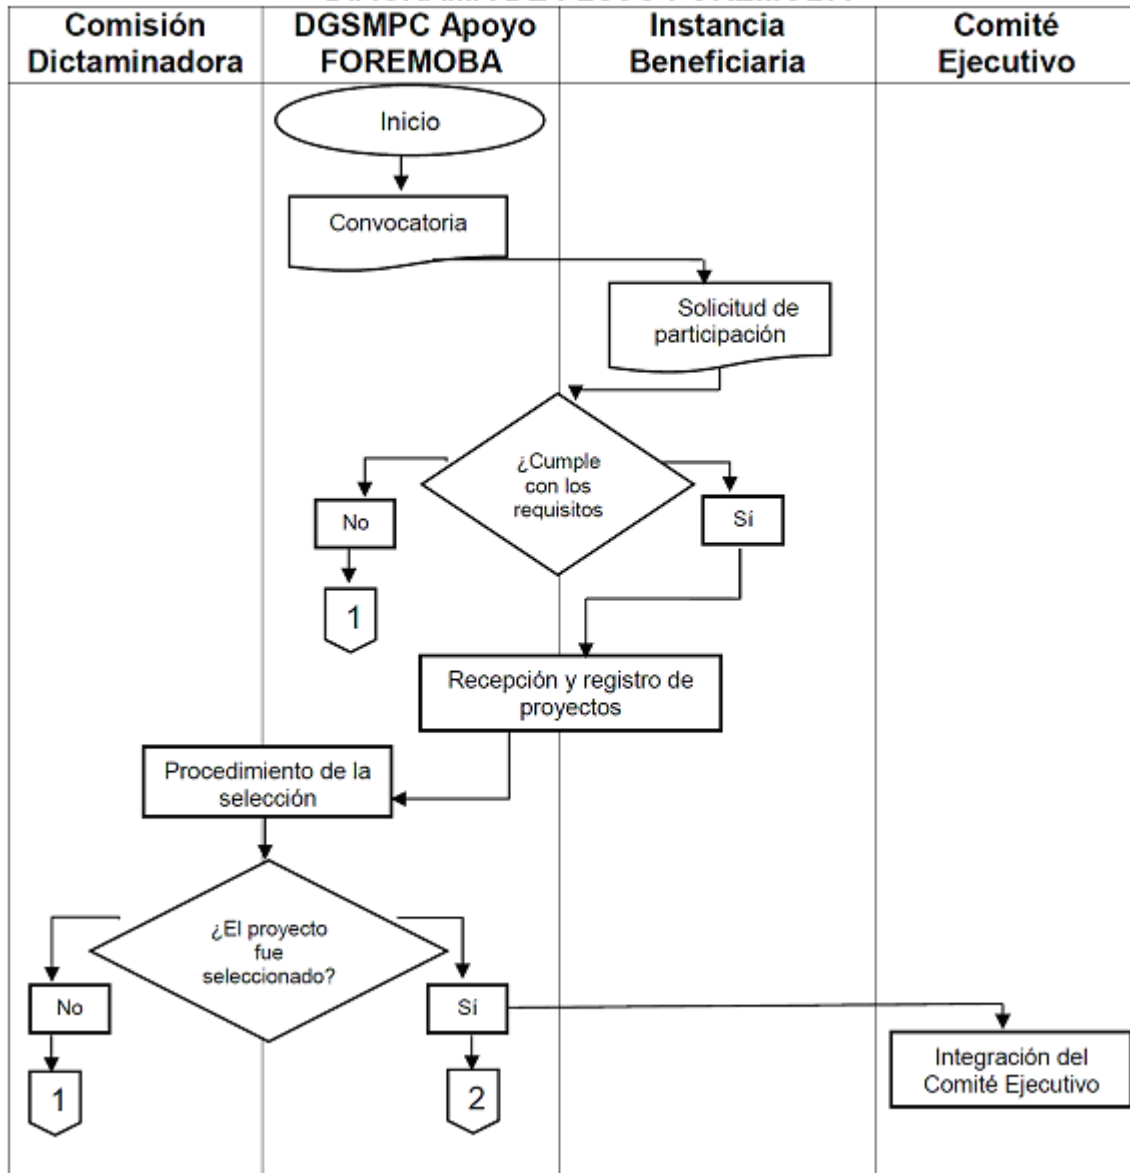 Comisión
Dictaminadora
DGSMPC Apoyo
FOREMOBA
Instancia
Beneficiaria
Comité
Ejecutivo
Inicio
Convocatoria
Solicitud de
participación
¿Cumple
con los
requisitos
No
Sí
1
Recepción y registro de
proyectos
Procedimiento de la
selección
¿El proyecto
fue
seleccionado?
No
Sí
1
2
Integración del
Comité Ejecutivo